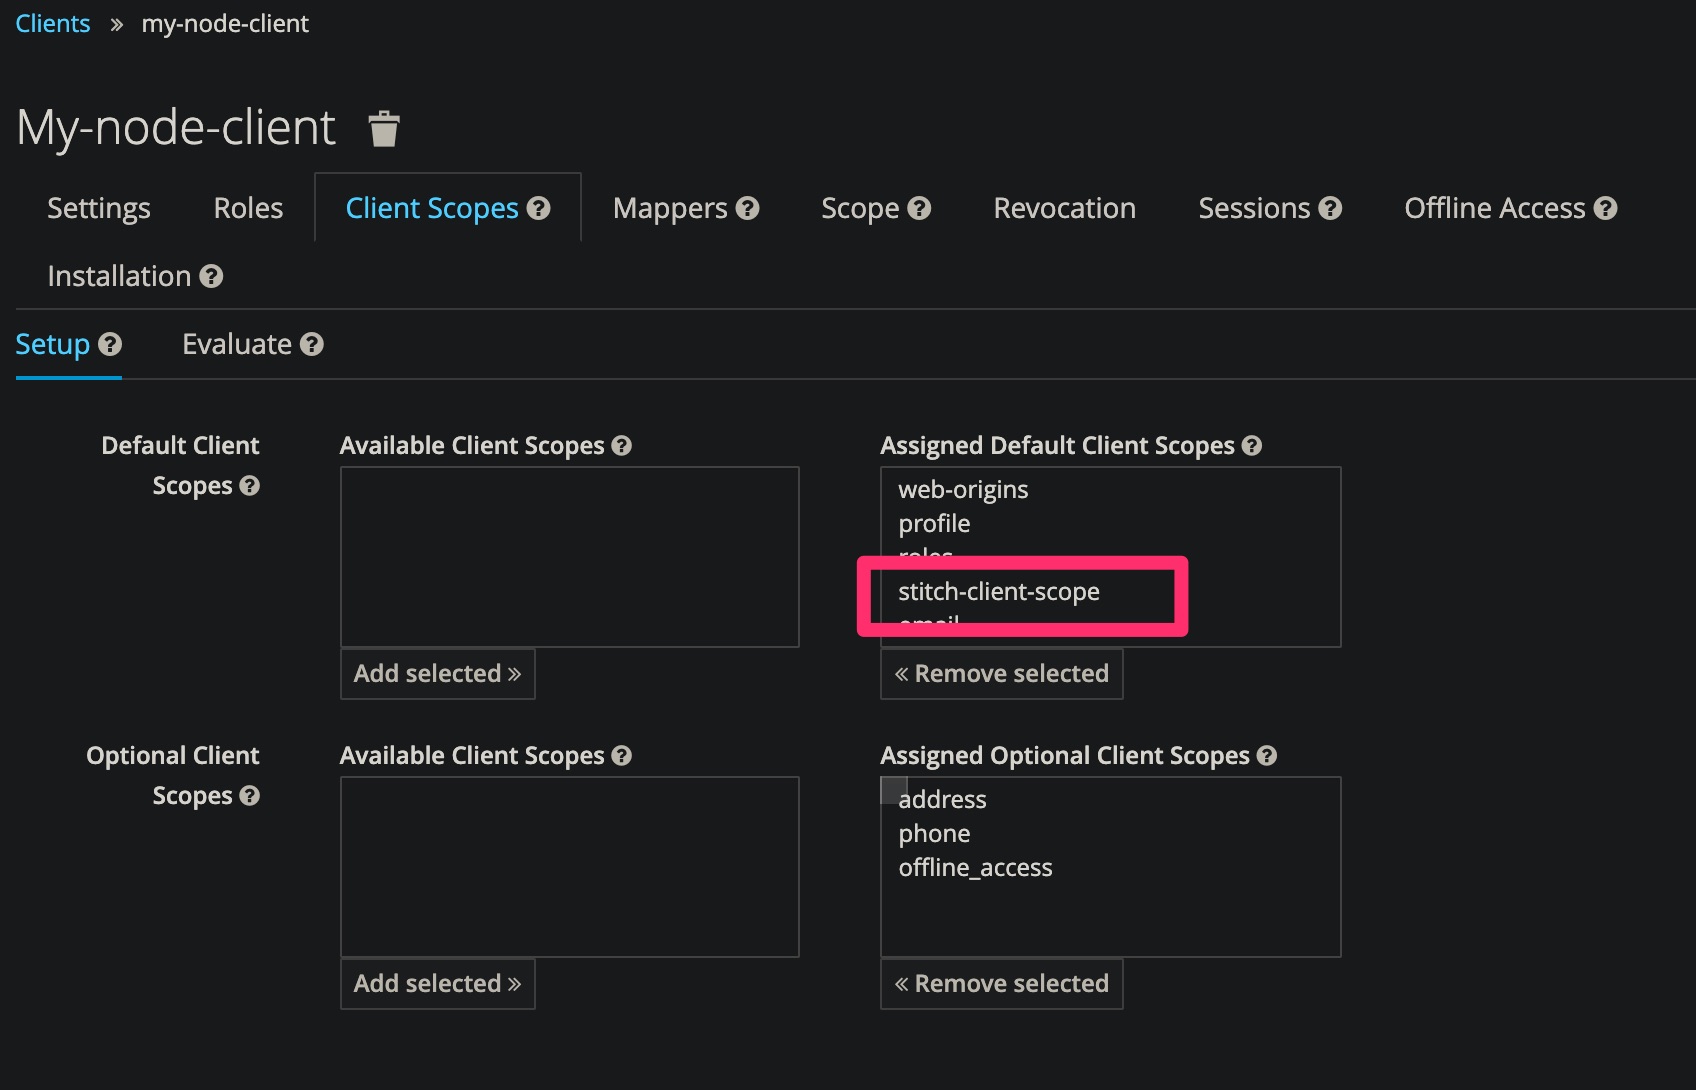 Clients » my-node-client
My-node-client
Settings Roles Client Scopes Mappers Scope Revocation Sessions Offline Access
Installation
Setup Evaluate
Default Client Scopes
Available Client Scopes
Assigned Default Client Scopes
web-origins
profile
roles
stitch-client-scope
email
Add selected »
« Remove selected
Optional Client Scopes
Available Client Scopes
Assigned Optional Client Scopes
address
phone
offline_access
Add selected »
« Remove selected